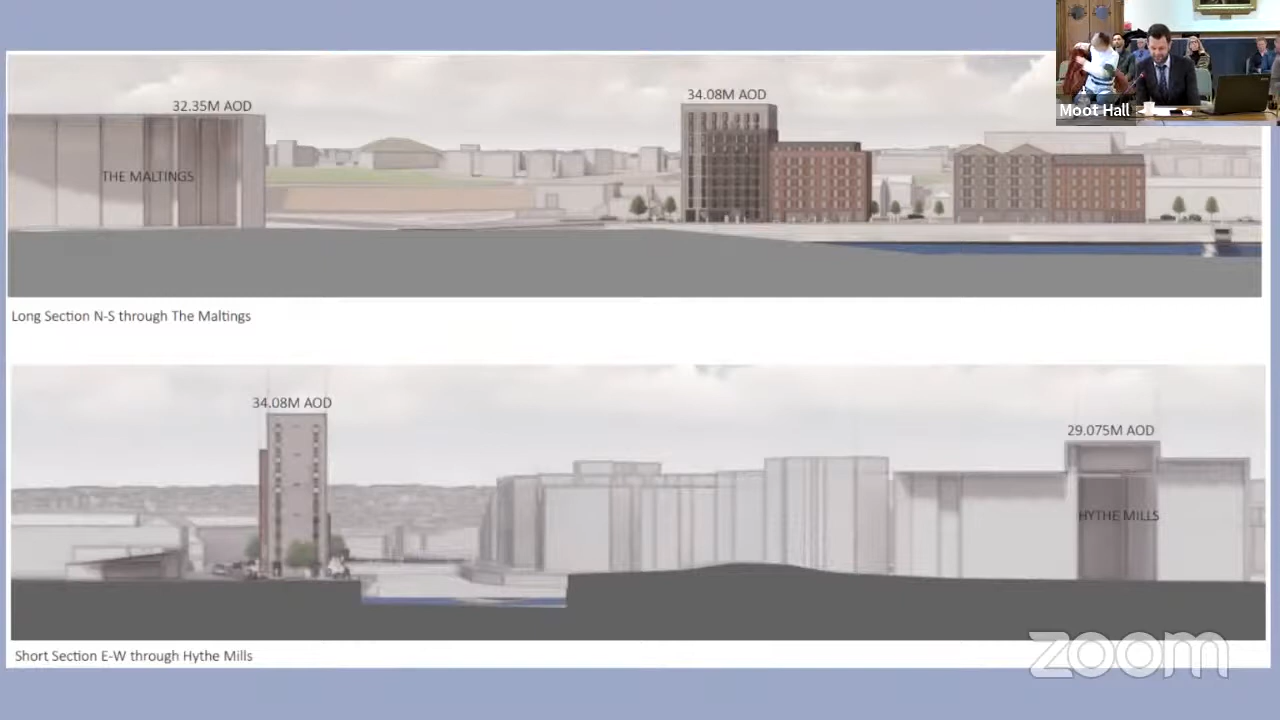 Moot Hall
34.08M AOD
32.35M AOD
THE MALTINGS
Long Section N-S through The Maltings
34.08M AOD
29.075M AOD
HYTHE MILLS
Short Section E-W through Hythe Mills
zoom